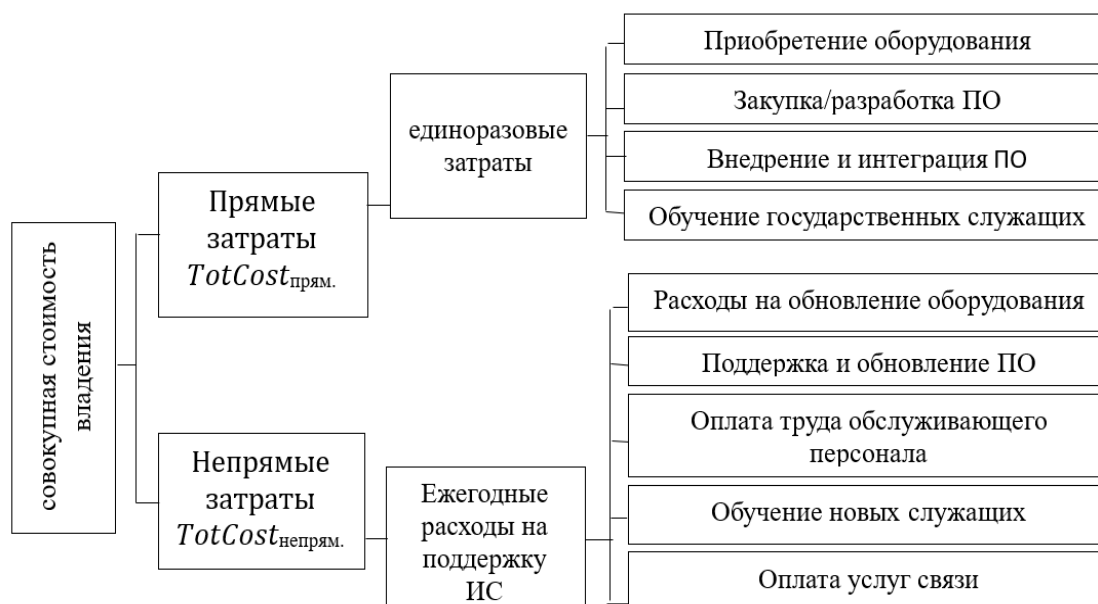 совокупная стоимость
владения
Прямые
затраты
TotCostпрям.
единоразовые
затраты
Приобретение оборудования
Закупка/разработка ПО
Внедрение и интеграция ПО
Обучение государственных служащих
Непрямые
затраты
TotCostнепрям.
Ежегодные
расходы на
поддержку
ИС
Расходы на обновление оборудования
Поддержка и обновление ПО
Оплата труда обслуживающего
персонала
Обучение новых служащих
Оплата услуг связи